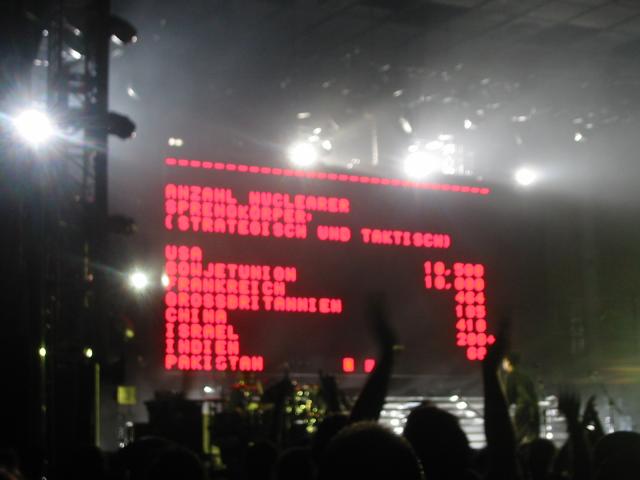 ANZAHL NUCLEARER
SPRENGKÖRPER
(STRATEGISCH UND TAKTISCH)
USA 10,500
SOWJETUNION
FRANKREICH 464
GROSSBRITANNIEN 185
CHINA 410
ISRAEL 200+
INDIEN
PAKISTAN